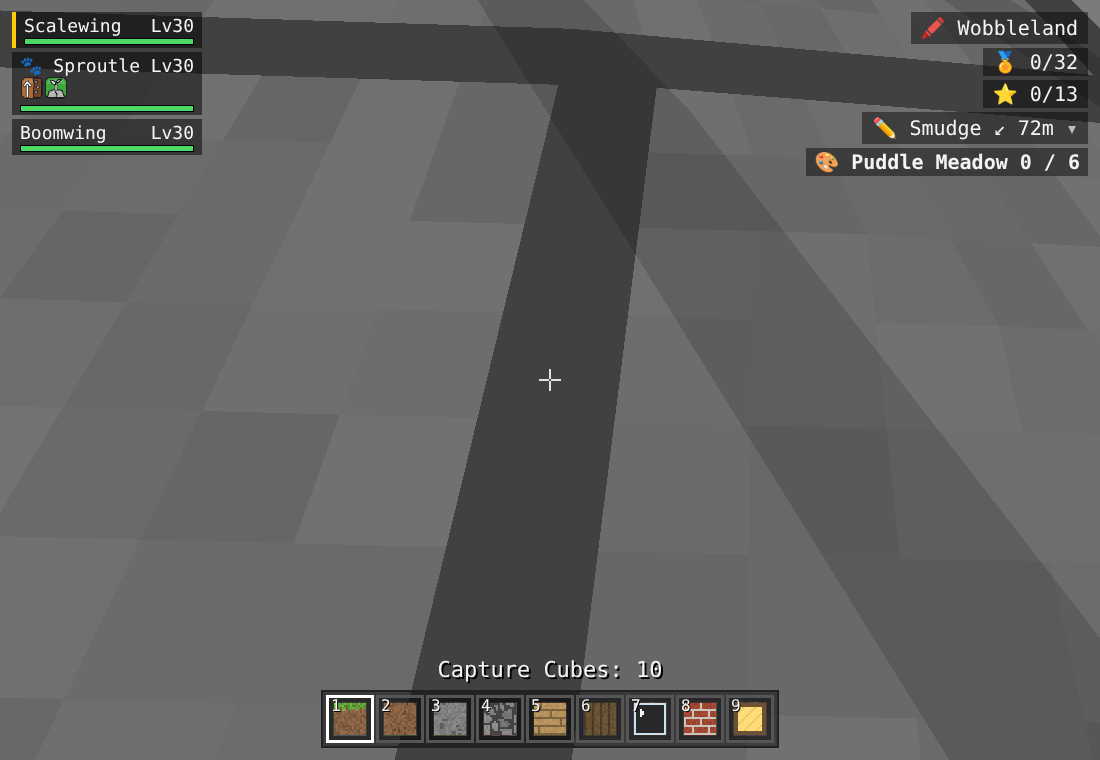 Scalewing Lv30
Sproutle Lv30
Boomwing Lv30
Wobbleland
0/32
0/13
Smudge ↙ 72m ▾
Puddle Meadow 0 / 6
Capture Cubes: 10
1 2 3 4 5 6 7 8 9